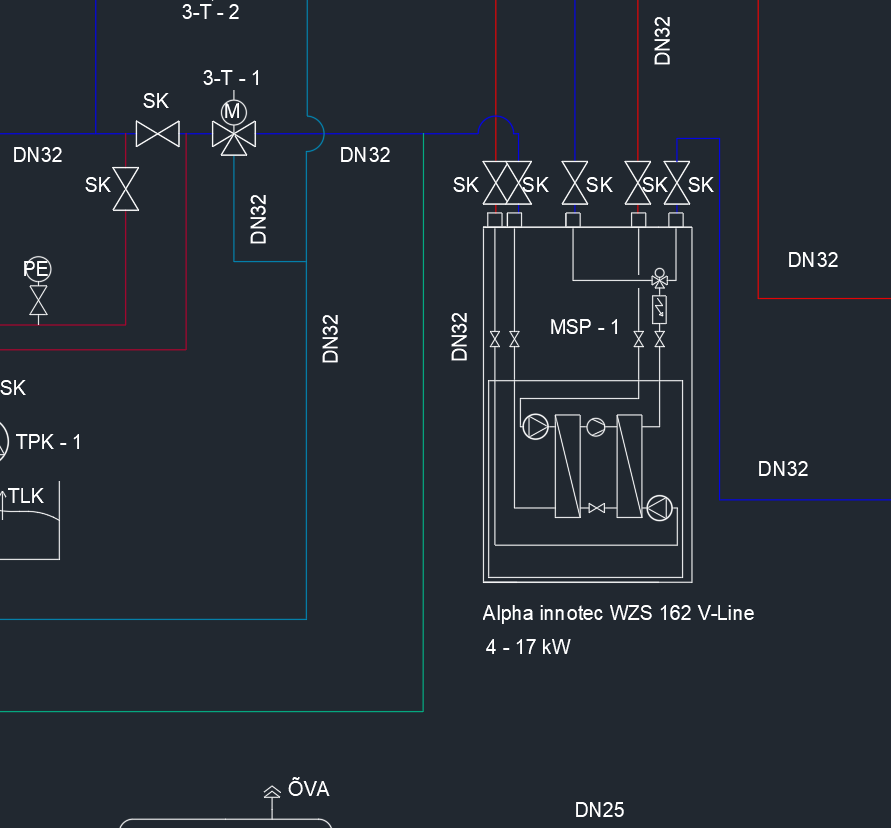 3-T - 2
DN32
3-T - 1
SK
M
DN32
DN32
SK
SK
SK
SK
SK
SK
DN32
DN32
PE
DN32
DN32
MSP - 1
SK
TPK - 1
DN32
TLK
Alpha innotec WZS 162 V-Line
4 - 17 kW
ÕVA
DN25